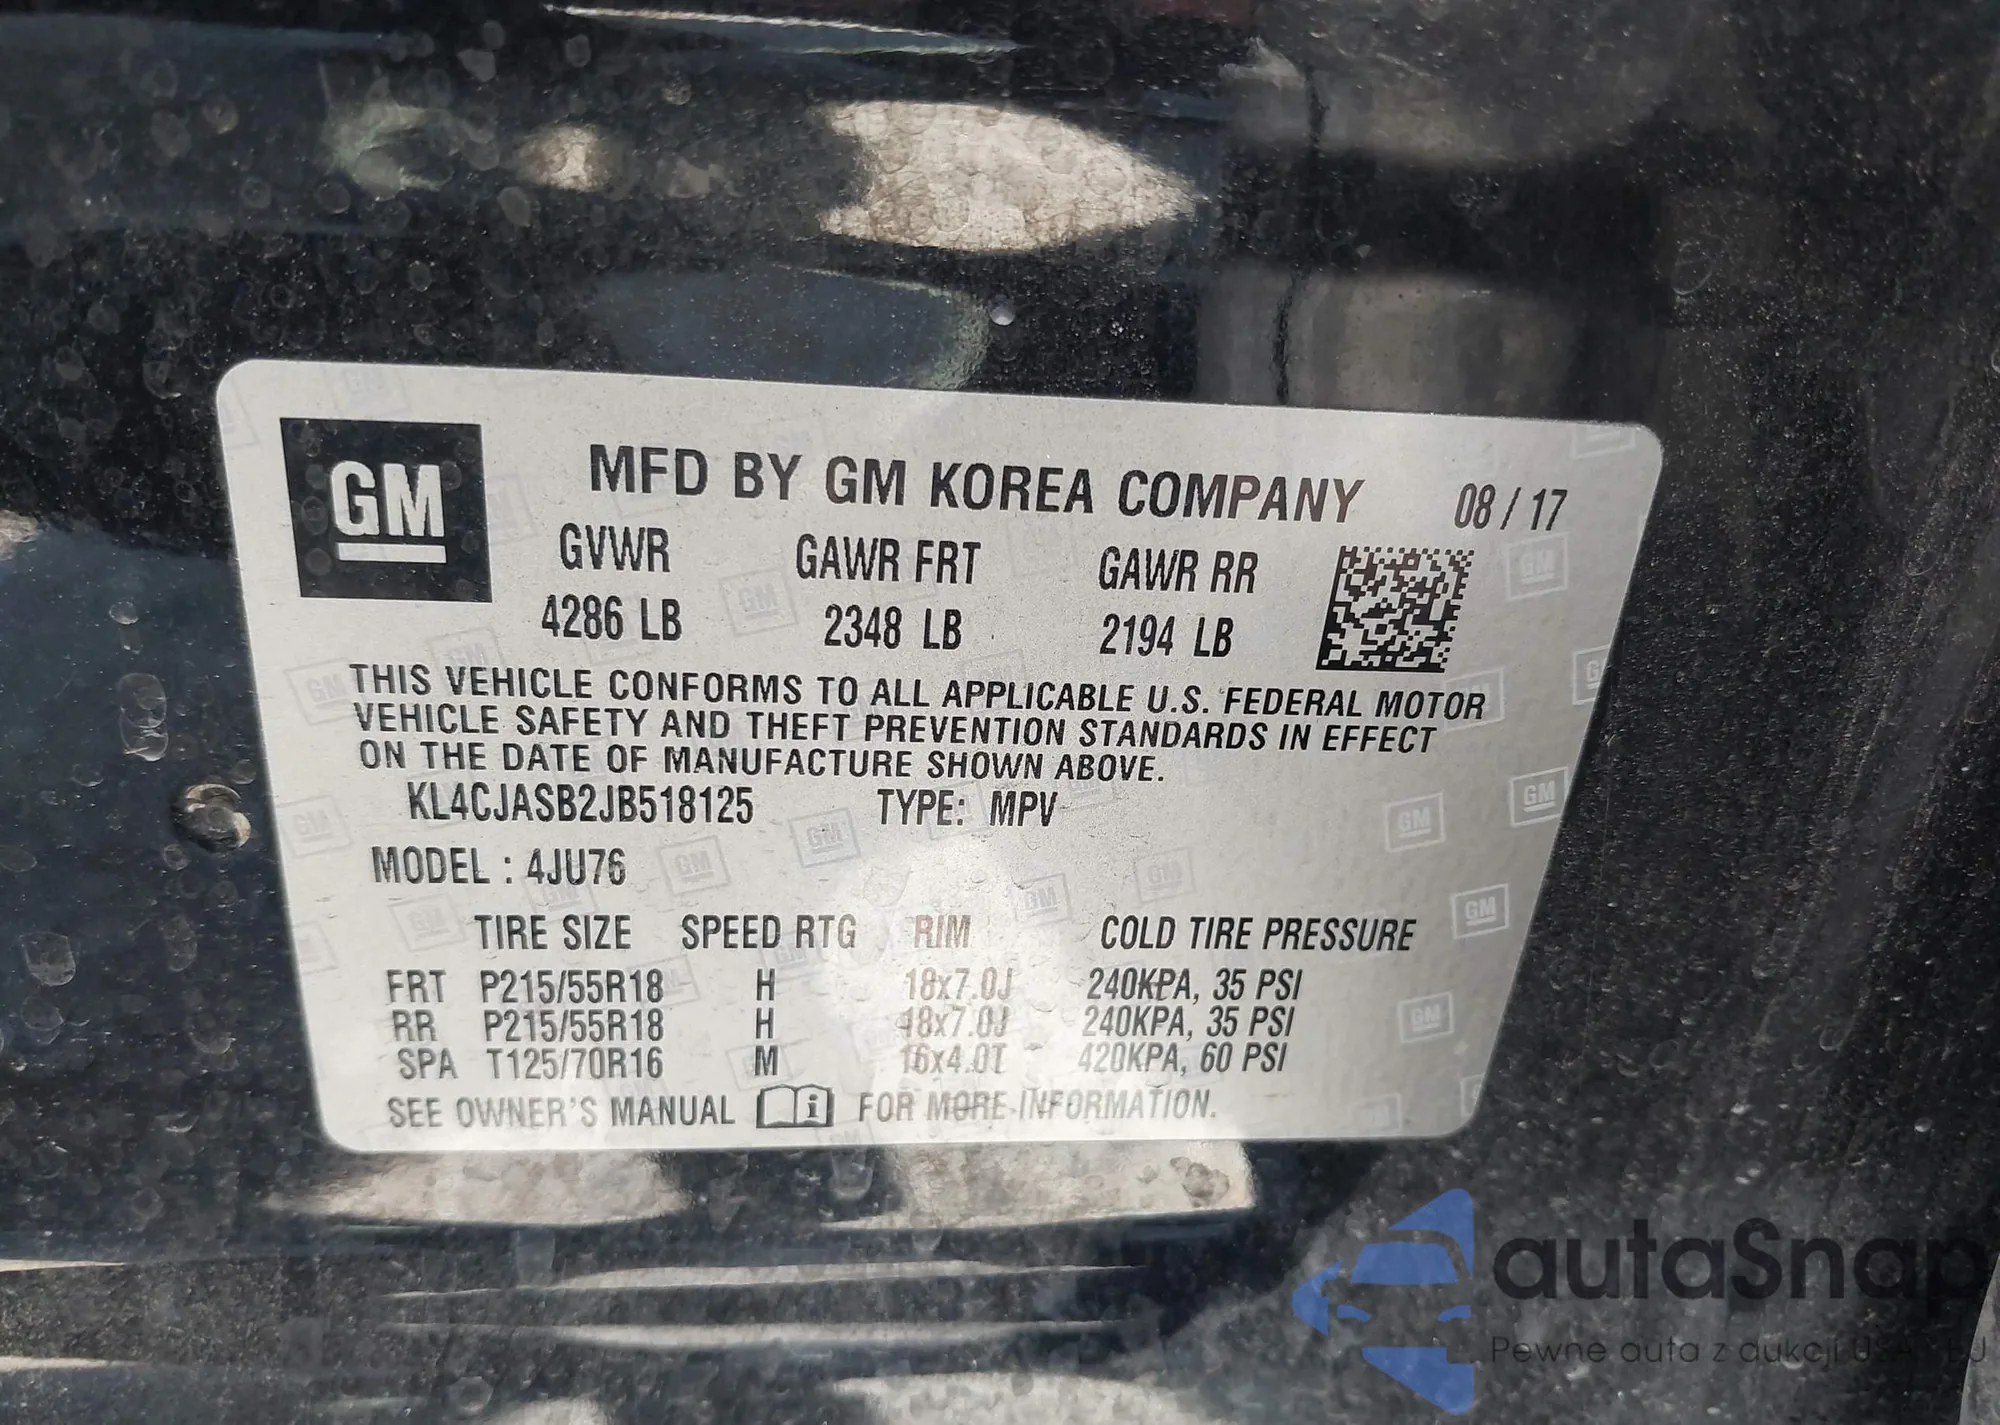 GM
MFD BY GM KOREA COMPANY 08 / 17
GVWR GAWR FRT GAWR RR
4286 LB 2348 LB 2194 LB
THIS VEHICLE CONFORMS TO ALL APPLICABLE U.S. FEDERAL MOTOR
VEHICLE SAFETY AND THEFT PREVENTION STANDARDS IN EFFECT
ON THE DATE OF MANUFACTURE SHOWN ABOVE.
KL4CJASB2JB518125 TYPE: MPV
MODEL : 4JU76
TIRE SIZE SPEED RTG RIM COLD TIRE PRESSURE
FRT P215/55R18 H 18x7.0J 240KPA, 35 PSI
RR P215/55R18 H 18x7.0J 240KPA, 35 PSI
SPA T125/70R16 M 16x4.0T 420KPA, 60 PSI
SEE OWNER'S MANUAL i FOR MORE INFORMATION.
autaSnap
Pewne auta z aukcji USA